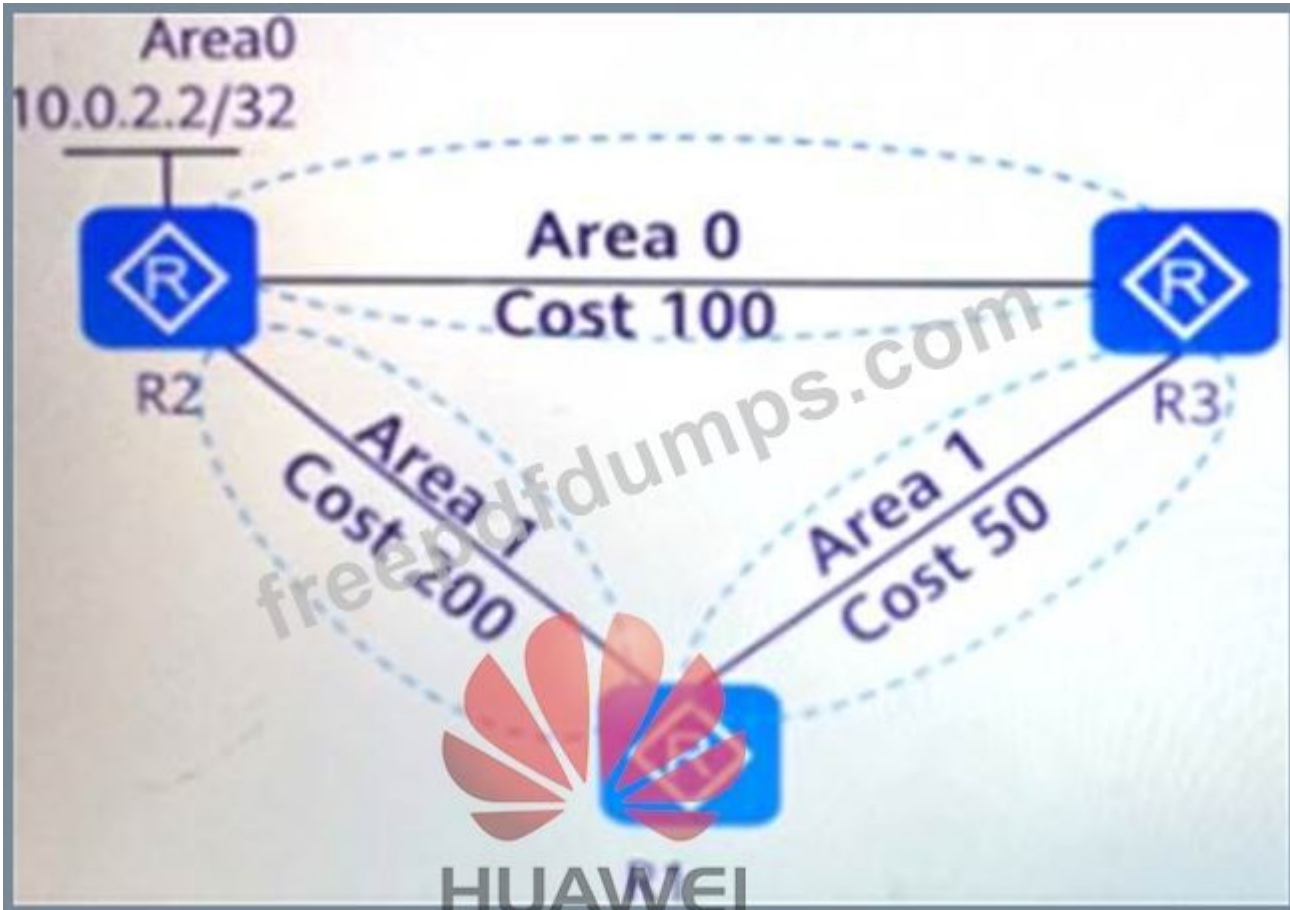 Area0
10.0.2.2/32
Area 0
Cost 100
R
R
R2
R3
Area 1
Cost 200
Area 1
Cost 50
freepdfdumps.com
R
R1
HUAWEI